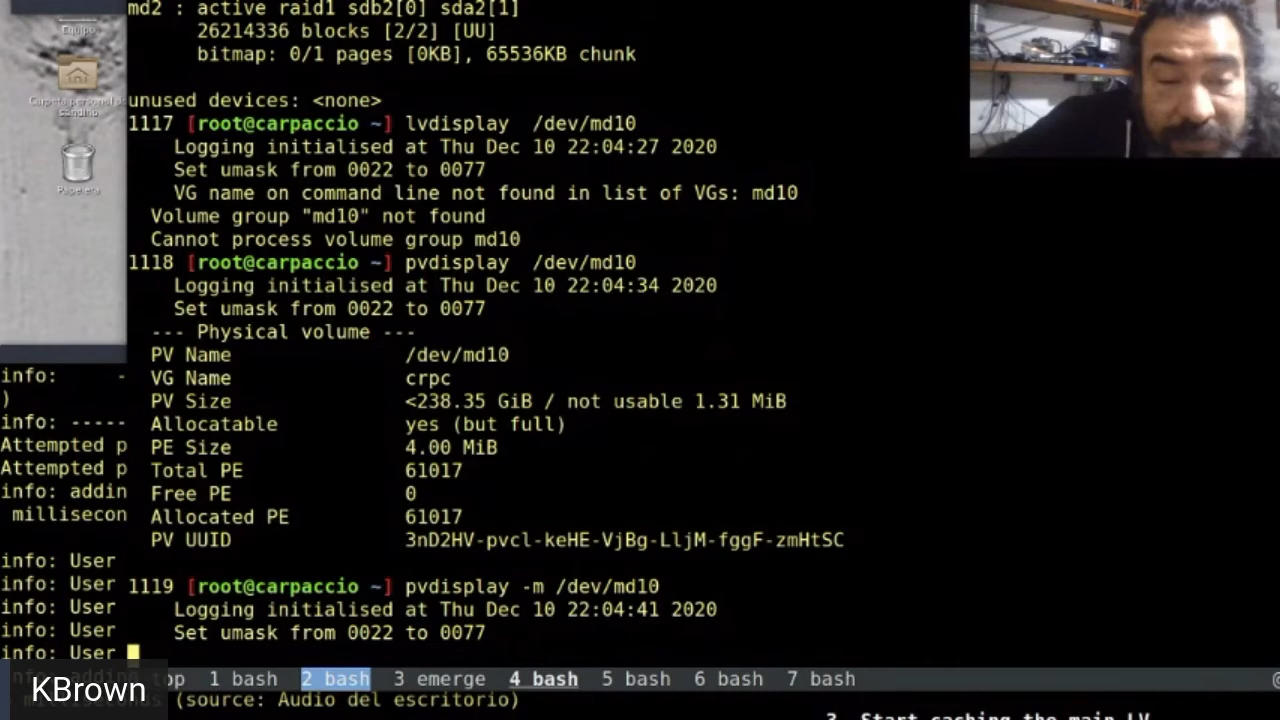 md2 : active raid1 sdb2[0] sda2[1]
26214336 blocks [2/2] [UU]
bitmap: 0/1 pages [0KB], 65536KB chunk
unused devices: <none>
1117 [root@carpaccio ~] lvdisplay /dev/md10
Logging initialised at Thu Dec 10 22:04:27 2020
Set umask from 0022 to 0077
VG name on command line not found in list of VGs: md10
Volume group "md10" not found
Cannot process volume group md10
1118 [root@carpaccio ~] pvdisplay /dev/md10
Logging initialised at Thu Dec 10 22:04:34 2020
Set umask from 0022 to 0077
--- Physical volume ---
PV Name /dev/md10
VG Name crpc
PV Size <238.35 GiB / not usable 1.31 MiB
Allocatable yes (but full)
PE Size 4.00 MiB
Total PE 61017
Free PE 0
Allocated PE 61017
PV UUID 3nD2HV-pvcl-keHE-VjBg-LljM-fggF-zmHtSC
1119 [root@carpaccio ~] pvdisplay -m /dev/md10
Logging initialised at Thu Dec 10 22:04:41 2020
Set umask from 0022 to 0077
Equipo
Carpeta personal de
sandino
Papelera
info: -
)
info: -----
Attempted p
Attempted p
info: addin
millisecon
info: User
info: User
info: User
info: User
info: User
op 1 bash 2 bash 3 emerge 4 bash 5 bash 6 bash 7 bash
KBrown
(source: Audio del escritorio)
3. Start caching the main LV